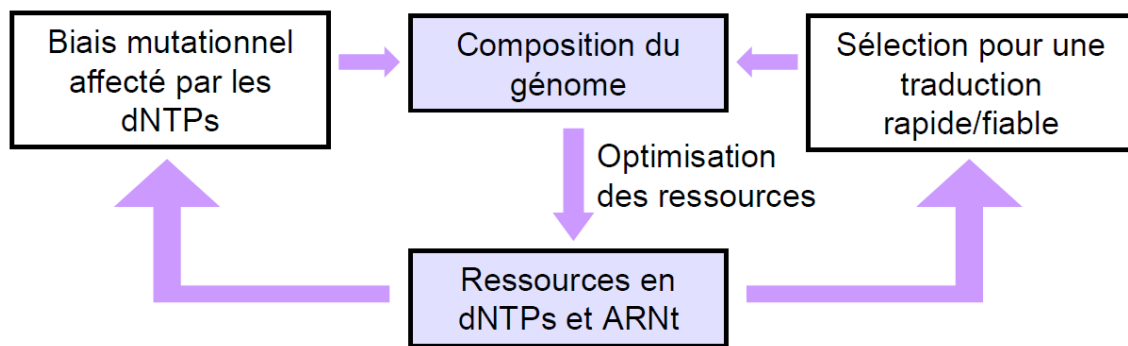 Biais mutationnel
affecté par les
dNTPs
Composition du
génome
Sélection pour une
traduction
rapide/fiable
Optimisation
des ressources
Ressources en
dNTPs et ARNt